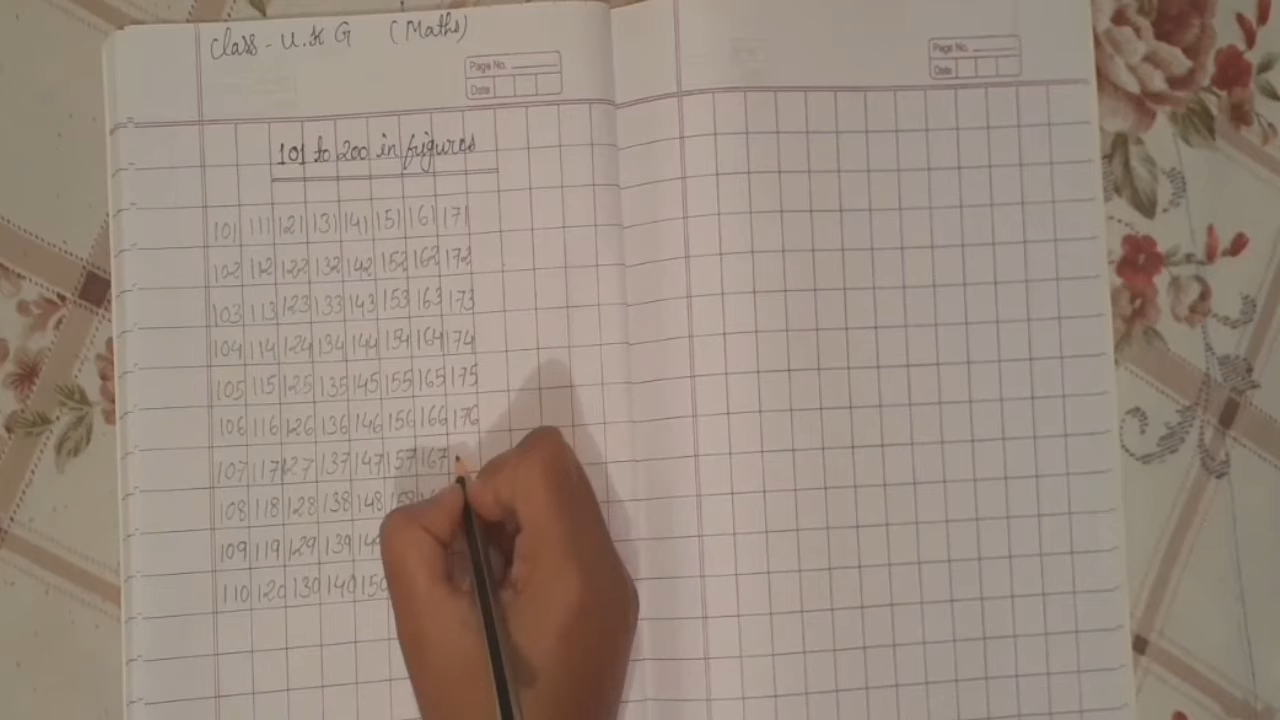 Class - U.K G (Maths)
Page No.
Date
Page No.
Date
101 to 200 in figures
101 111 121 131 141 151 161 171
102 112 122 132 142 152 162 172
103 113 123 133 143 153 163 173
104 114 124 134 144 154 164 174
105 115 125 135 145 155 165 175
106 116 126 136 146 156 166 176
107 117 127 137 147 157 167
108 118 128 138 148 158
109 119 129 139
110 120 130 140 150